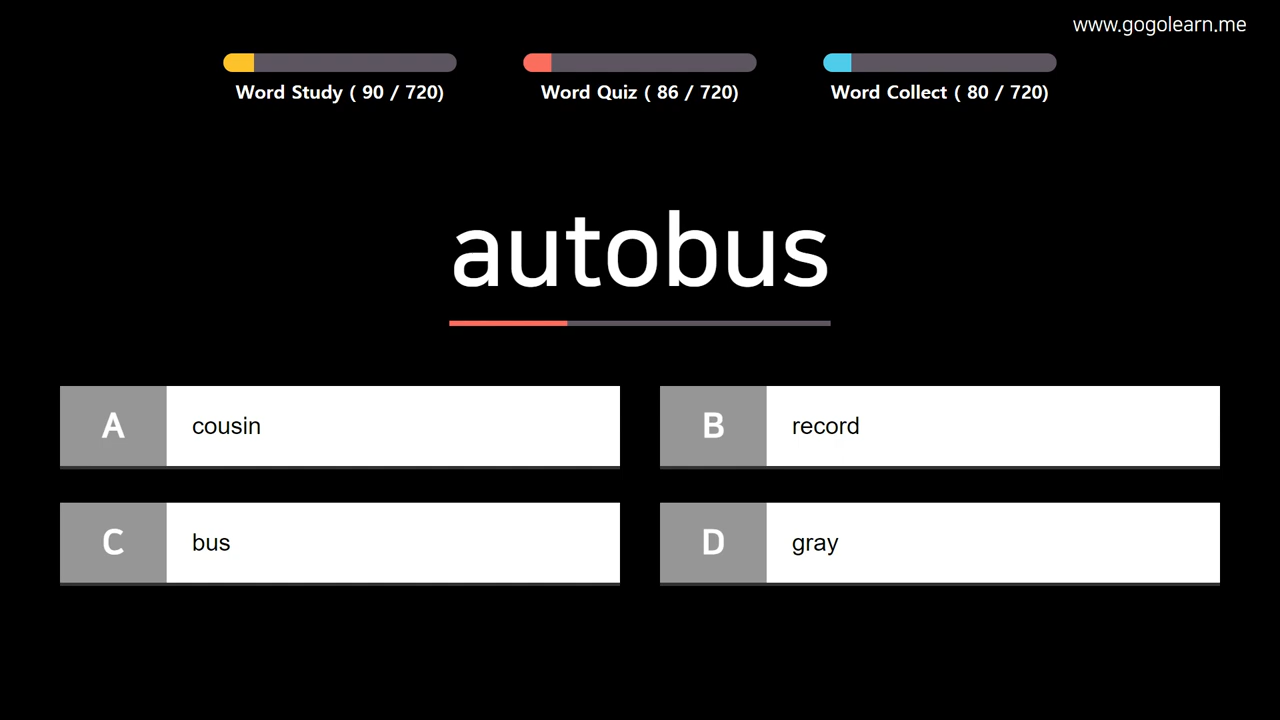 www.gogolearn.me
Word Study ( 90 / 720)
Word Quiz ( 86 / 720)
Word Collect ( 80 / 720)
autobus
A cousin
B record
C bus
D gray